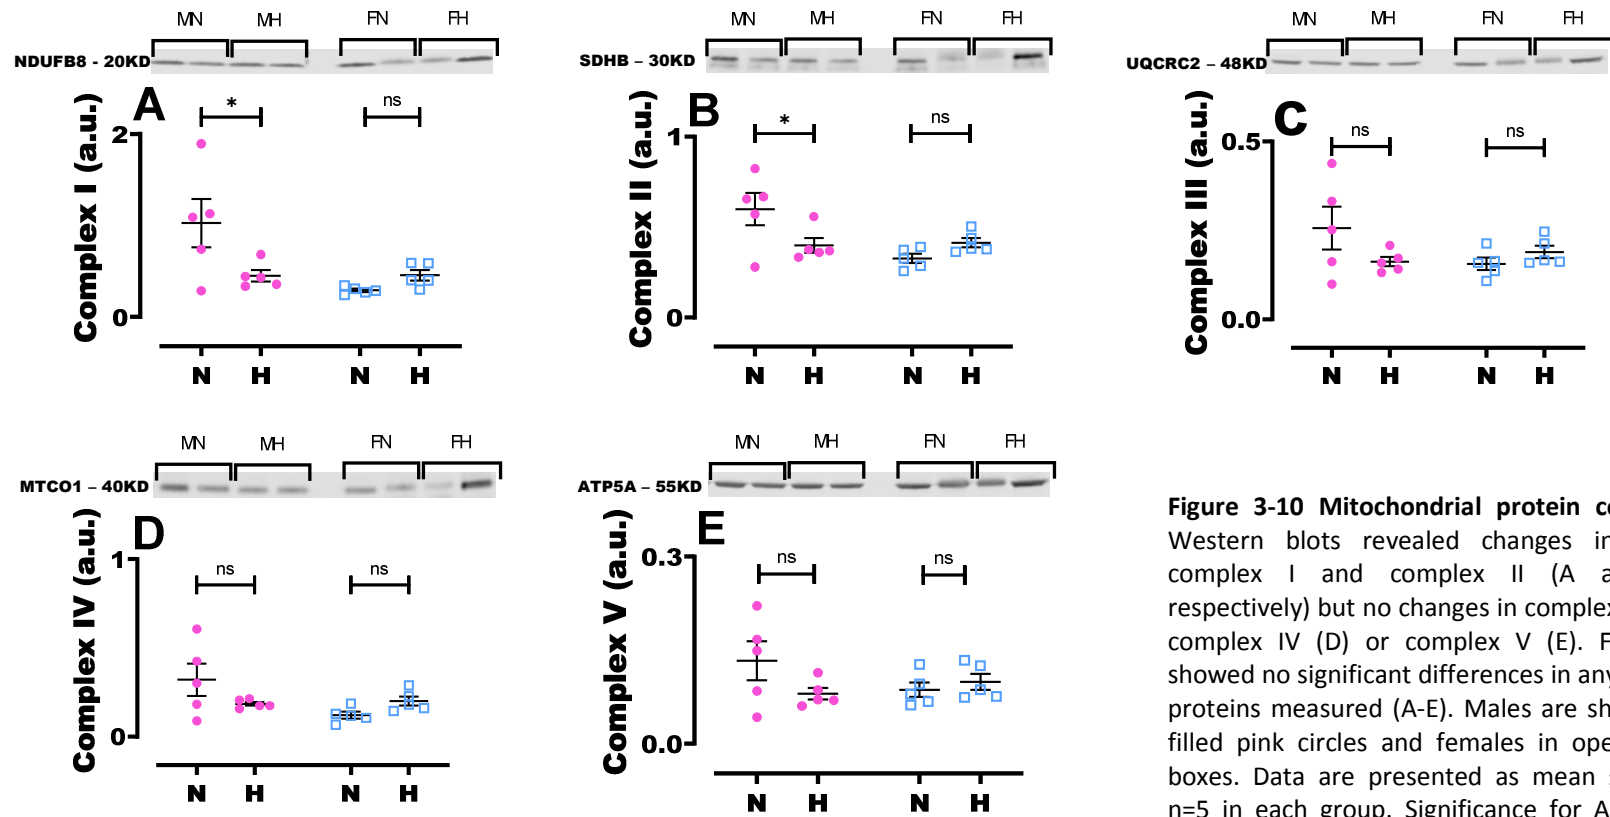 MN MH FN FH
NDUFB8 - 20KD
A
* ns
Complex I (a.u.)
2
0
N H N H
MN MH FN FH
SDHB – 30KD
B
* ns
Complex II (a.u.)
1
0
N H N H
MN MH FN FH
UQCRC2 – 48KD
C
ns ns
Complex III (a.u.)
0.5
0.0
N H N H
MN MH FN FH
MTCO1 – 40KD
D
ns ns
Complex IV (a.u.)
1
0
N H N H
MN MH FN FH
ATP5A – 55KD
E
ns ns
Complex V (a.u.)
0.3
0.0
N H N H
Figure 3-10 Mitochondrial protein
Western blots revealed changes in
complex I and complex II (A
respectively) but no changes in complex
complex IV (D) or complex V (E).
showed no significant differences in any
proteins measured (A-E). Males are
filled pink circles and females in
boxes. Data are presented as mean
n=5 in each group. Significance for